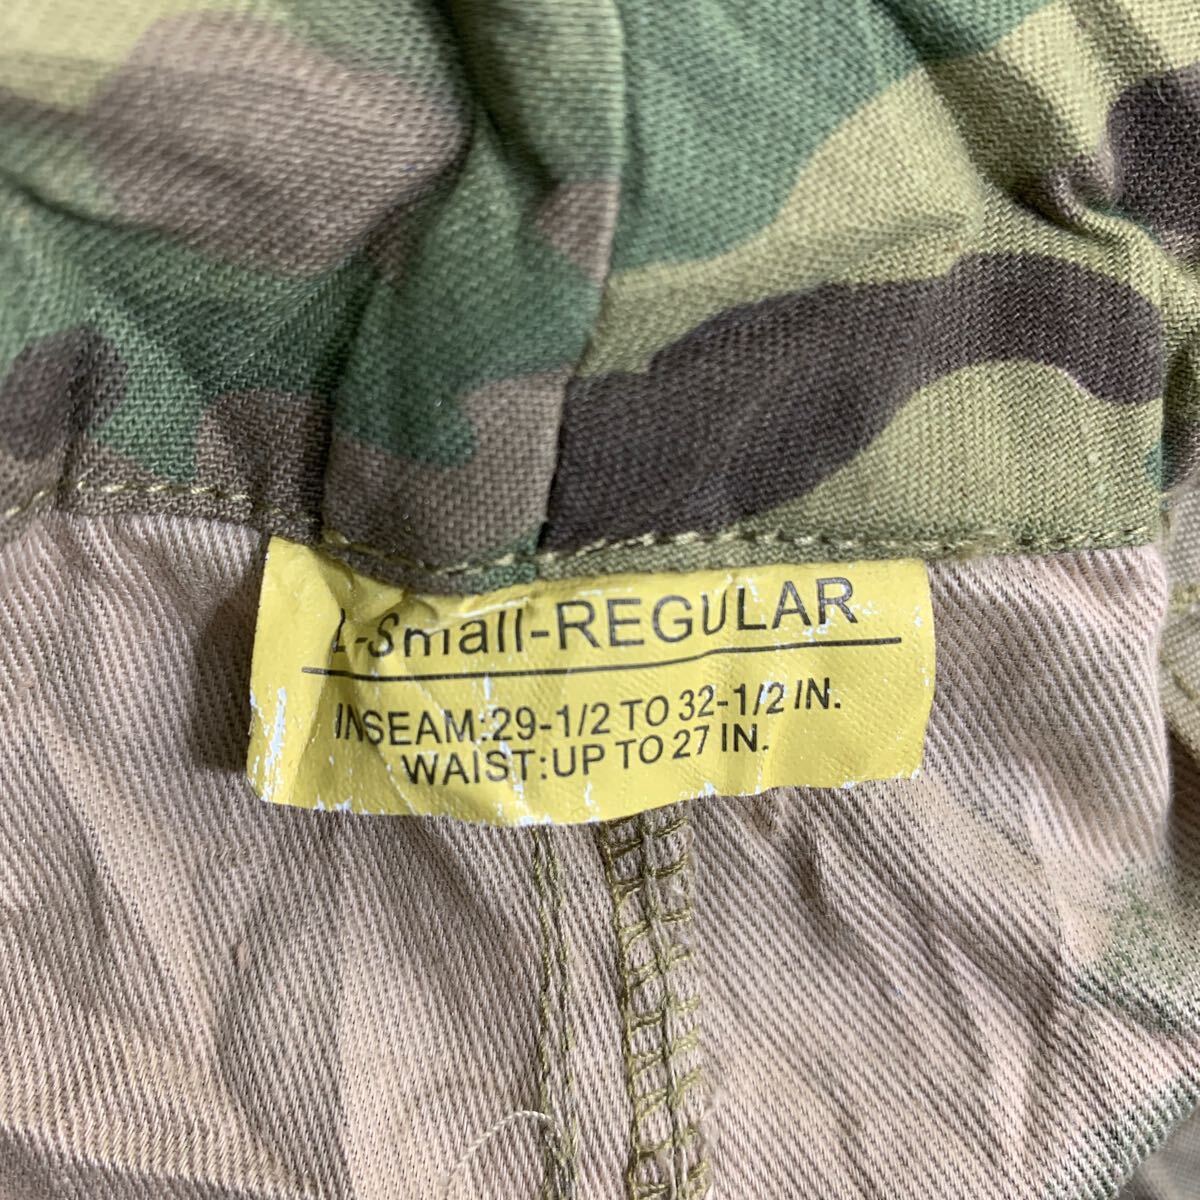 -Small-REGULAR
INSEAM:29-1/2 TO 32-1/2 IN.
WAIST:UP TO 27 IN.